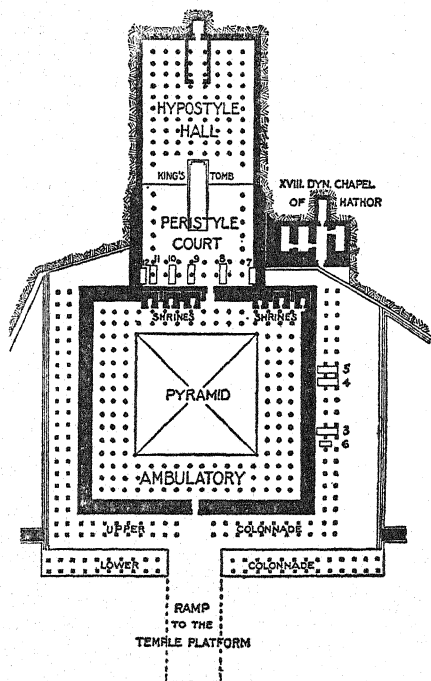 HYPOSTYLE
HALL
KING'S TOMB
XVIII. DYN. CHAPEL
OF HATHOR
PERISTYLE
COURT
12 11 10 9 8 7
SHRINES SHRINES
5
4
PYRAMID
3
6
AMBULATORY
UPPER COLONNADE
LOWER COLONNADE
RAMP
TO THE
TEMPLE PLATFORM